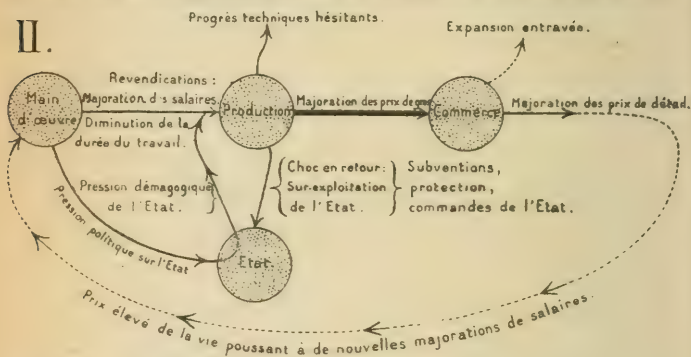 II.
Progrès techniques hésitants.
Expansion entravée.
Revendications :
Majoration d s salaires.
Diminution de la
durée du travail.
Main
d'œuvre
Production
Majoration des prix de gros
Commerce
Majoration des prix de détail.
Pression démagogique
de l'Etat.
Choc en retour:
Sur-exploitation
de l'Etat.
Subventions,
protection,
commandes de l'Etat.
Pression politique sur l'Etat
Etat.
Prix élevé de la vie poussant à de nouvelles majorations de salaires.